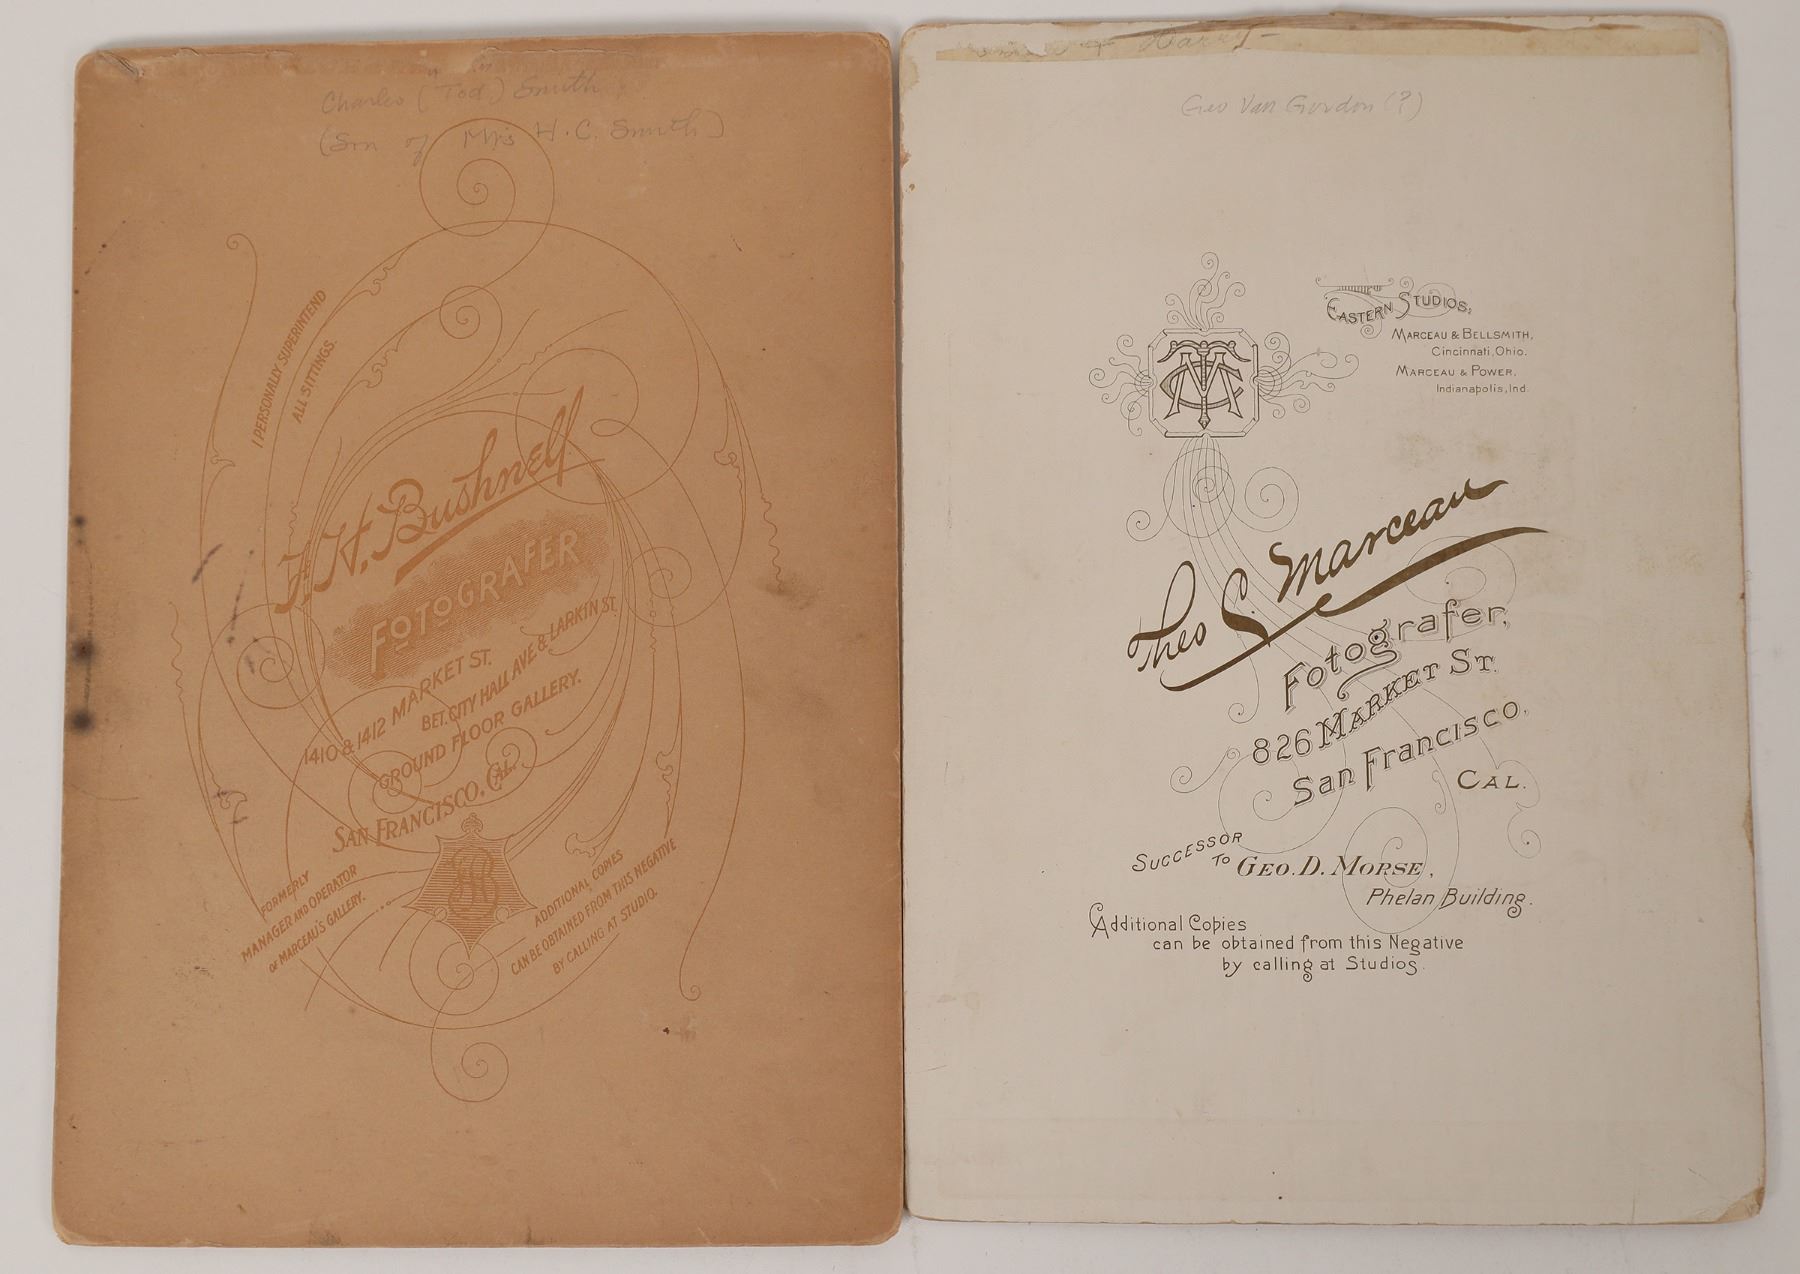 Charles (Tod) Smith
(Son of Mrs H. C. Smith)
I PERSONALLY SUPERINTEND
ALL SITTINGS.
A.H. Bushnell
FOTOGRAFER
1410 & 1412 MARKET ST.
BET. CITY HALL AVE & LARKIN ST.
GROUND FLOOR GALLERY.
SAN FRANCISCO, CAL.
FORMERLY
MANAGER AND OPERATOR
OF MARCEAU'S GALLERY.
ADDITIONAL COPIES
CAN BE OBTAINED FROM THIS NEGATIVE
BY CALLING AT STUDIO.
Harry-
Geo Van Gordon (?)
EASTERN STUDIOS,
MARCEAU & BELLSMITH,
Cincinnati, Ohio.
MARCEAU & POWER,
Indianapolis, Ind.
Theo C. Marceau
Fotografer,
826 MARKET ST.
San Francisco,
CAL.
SUCCESSOR
TO GEO. D. MORSE,
Phelan Building.
Additional Copies
can be obtained from this Negative
by calling at Studios.